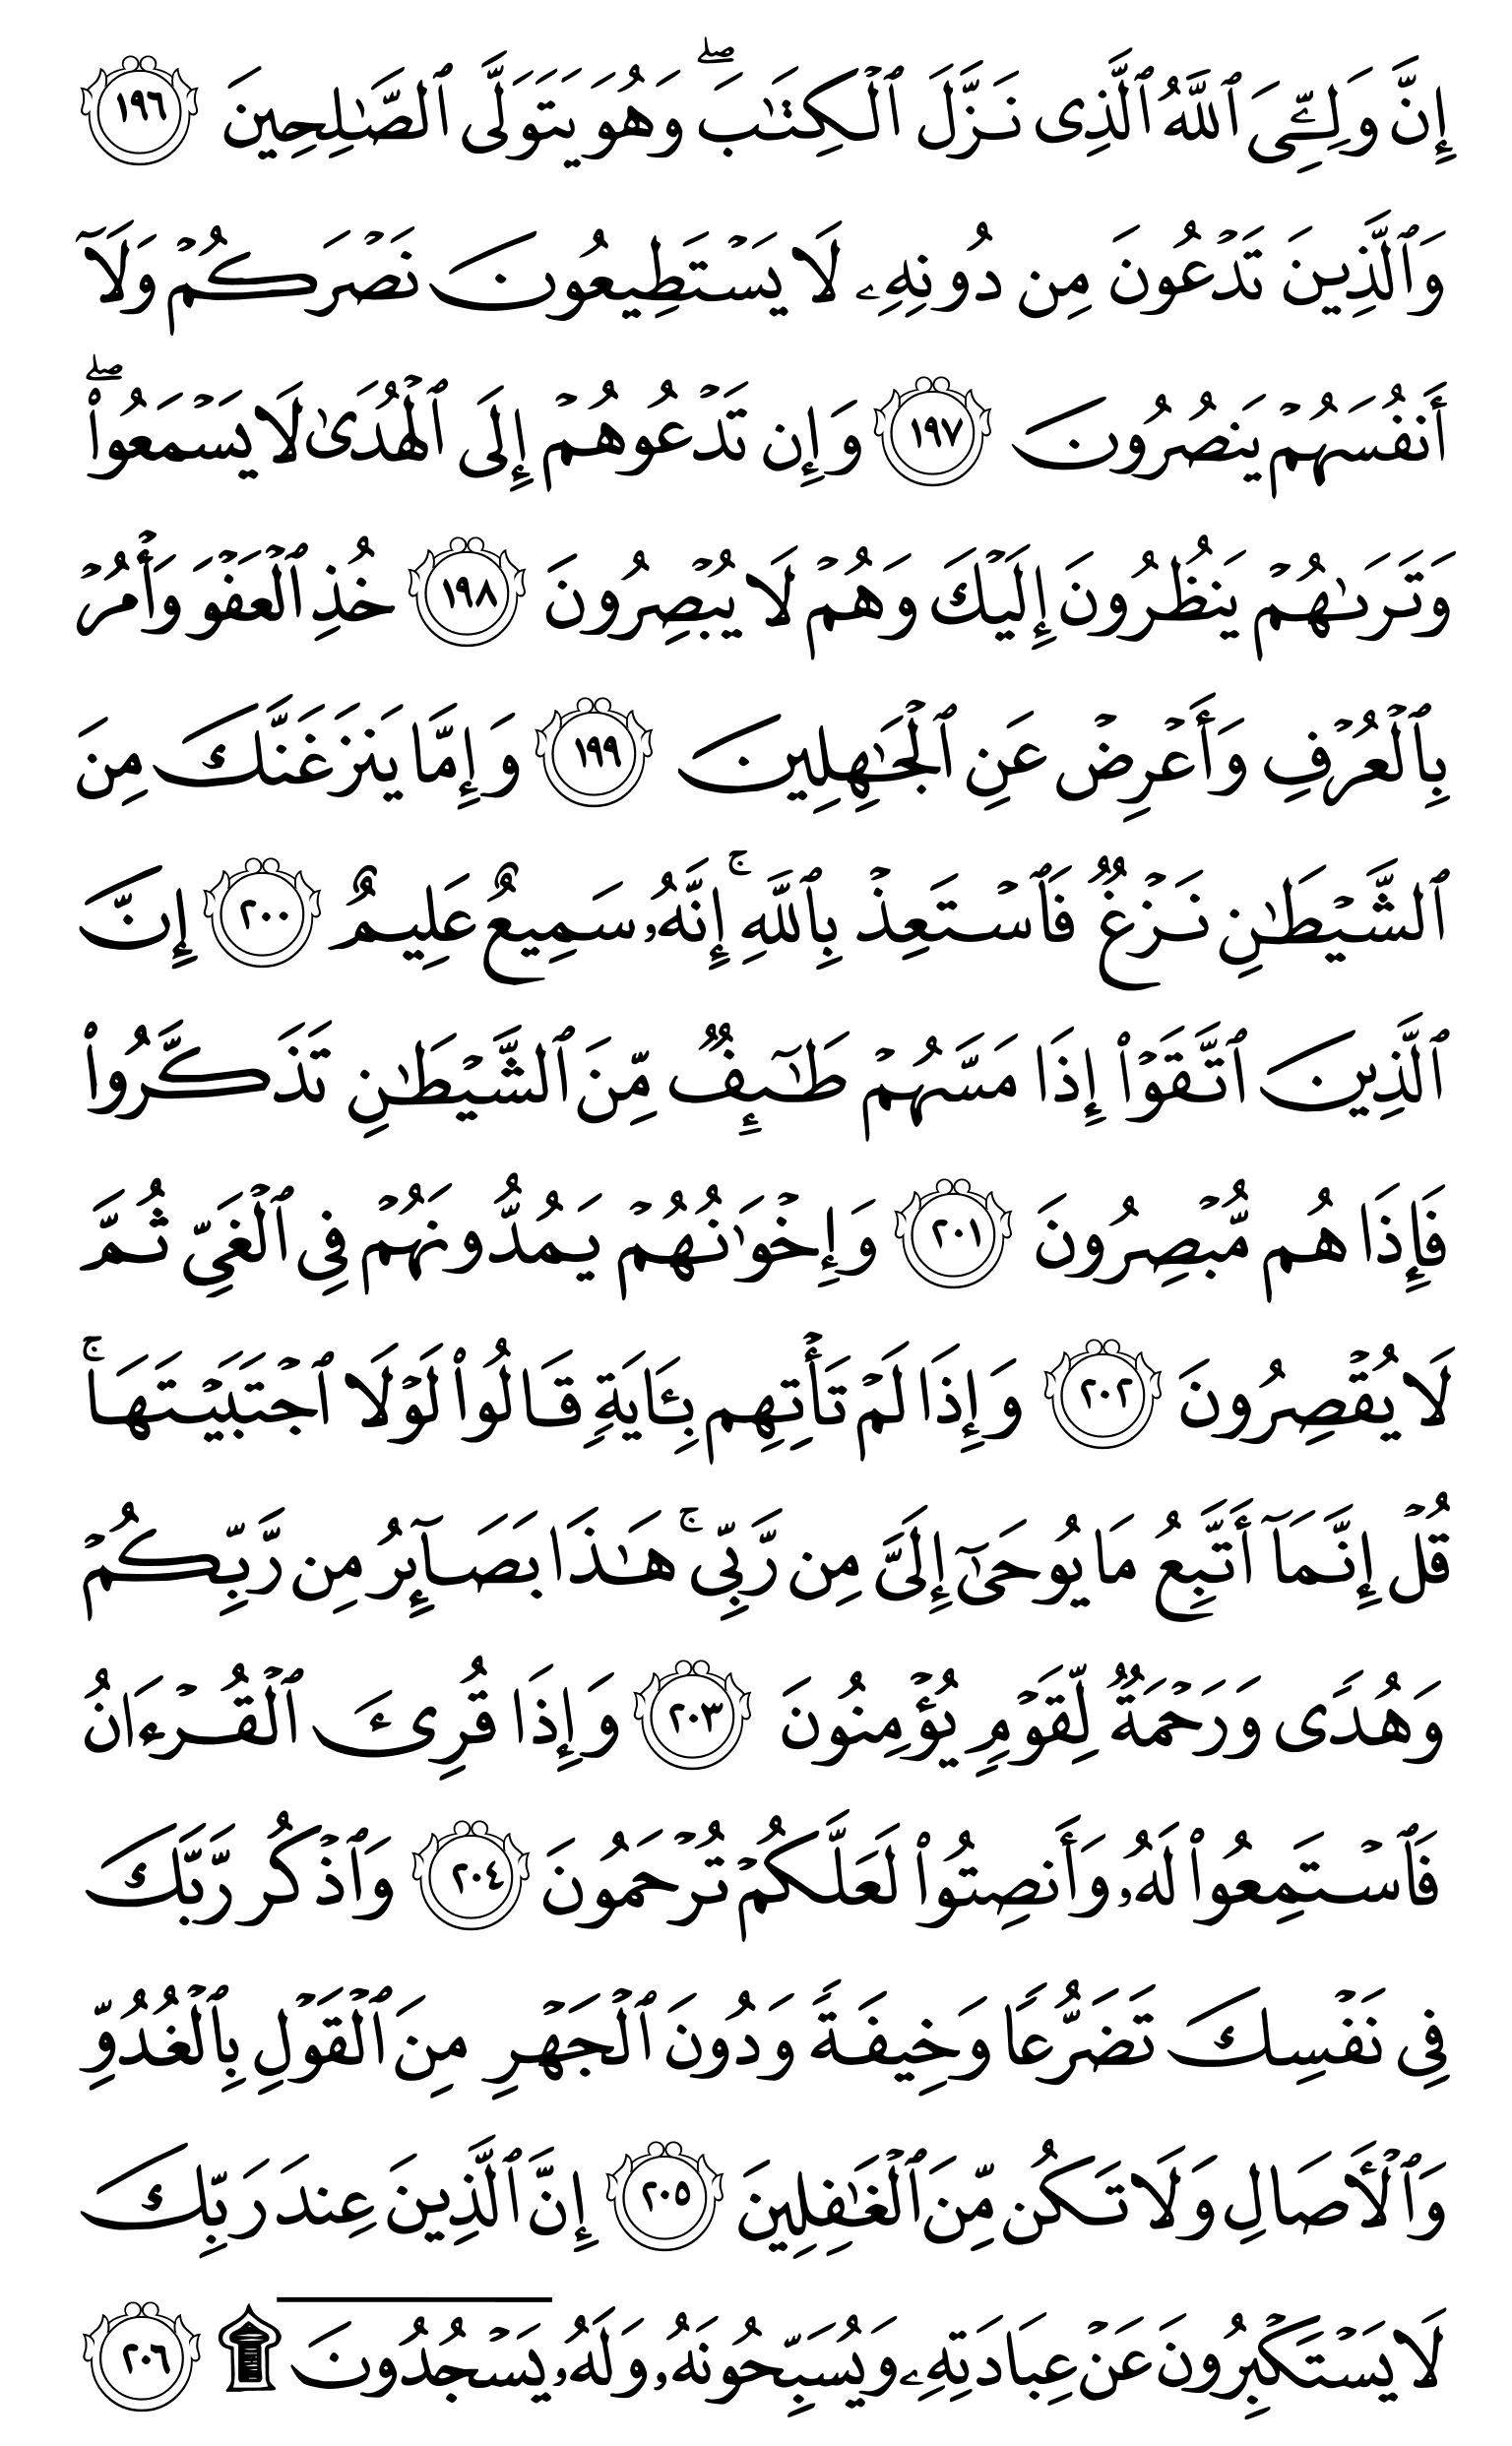 إِنَّ وَلِـِّۧيَ ٱللَّهُ ٱلَّذِى نَزَّلَ ٱلۡكِتَٰبَۖ وَهُوَ يَتَوَلَّى ٱلصَّٰلِحِينَ ١٩٦
وَٱلَّذِينَ تَدۡعُونَ مِن دُونِهِۦ لَا يَسۡتَطِيعُونَ نَصۡرَكُمۡ وَلَآ
أَنفُسَهُمۡ يَنصُرُونَ ١٩٧ وَإِن تَدۡعُوهُمۡ إِلَى ٱلۡهُدَىٰ لَا يَسۡمَعُواْۖ
وَتَرَىٰهُمۡ يَنظُرُونَ إِلَيۡكَ وَهُمۡ لَا يُبۡصِرُونَ ١٩٨ خُذِ ٱلۡعَفۡوَ وَأۡمُرۡ
بِٱلۡعُرۡفِ وَأَعۡرِضۡ عَنِ ٱلۡجَٰهِلِينَ ١٩٩ وَإِمَّا يَنزَغَنَّكَ مِنَ
ٱلشَّيۡطَٰنِ نَزۡغٌ فَٱسۡتَعِذۡ بِٱللَّهِۚ إِنَّهُۥ سَمِيعٌ عَلِيمٌ ٢٠٠ إِنَّ
ٱلَّذِينَ ٱتَّقَوۡاْ إِذَا مَسَّهُمۡ طَٰٓئِفٌ مِّنَ ٱلشَّيۡطَٰنِ تَذَكَّرُواْ
فَإِذَا هُم مُّبۡصِرُونَ ٢٠١ وَإِخۡوَٰنُهُمۡ يَمُدُّونَهُمۡ فِى ٱلۡغَيِّ ثُمَّ
لَا يُقۡصِرُونَ ٢٠٢ وَإِذَا لَمۡ تَأۡتِهِم بِـَٔايَةٍ قَالُواْ لَوۡلَا ٱجۡتَبَيۡتَهَاۚ
قُلۡ إِنَّمَآ أَتَّبِعُ مَا يُوحَىٰٓ إِلَىَّ مِن رَّبِّىۚ هَٰذَا بَصَآئِرُ مِن رَّبِّكُمۡ
وَهُدًى وَرَحۡمَةٌ لِّقَوۡمٍ يُؤۡمِنُونَ ٢٠٣ وَإِذَا قُرِئَ ٱلۡقُرۡءَانُ
فَٱسۡتَمِعُواْ لَهُۥ وَأَنصِتُواْ لَعَلَّكُمۡ تُرۡحَمُونَ ٢٠٤ وَٱذۡكُر رَّبَّكَ
فِى نَفۡسِكَ تَضَرُّعًا وَخِيفَةً وَدُونَ ٱلۡجَهۡرِ مِنَ ٱلۡقَوۡلِ بِٱلۡغُدُوِّ
وَٱلۡأٓصَالِ وَلَا تَكُن مِّنَ ٱلۡغَٰفِلِينَ ٢٠٥ إِنَّ ٱلَّذِينَ عِندَ رَبِّكَ
لَا يَسۡتَكۡبِرُونَ عَنۡ عِبَادَتِهِۦ وَيُسَبِّحُونَهُۥ وَلَهُۥ يَسۡجُدُونَ ۩ ٢٠٦